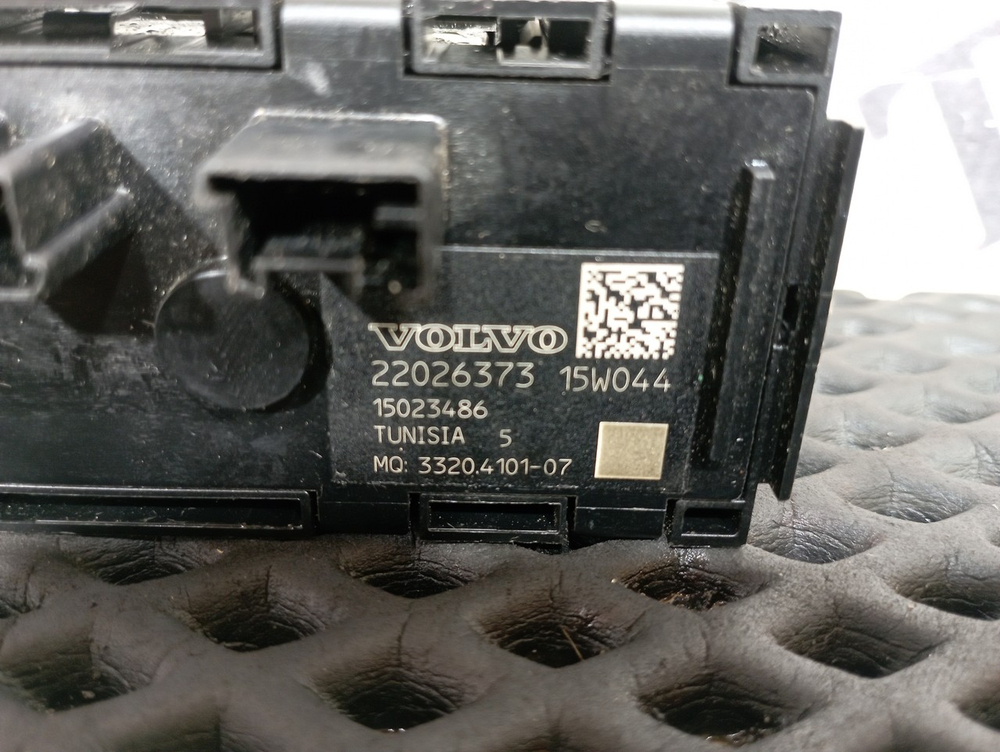 VOLVO
22026373 15W044
15023486
TUNISIA 5
MQ: 3320.4101-07